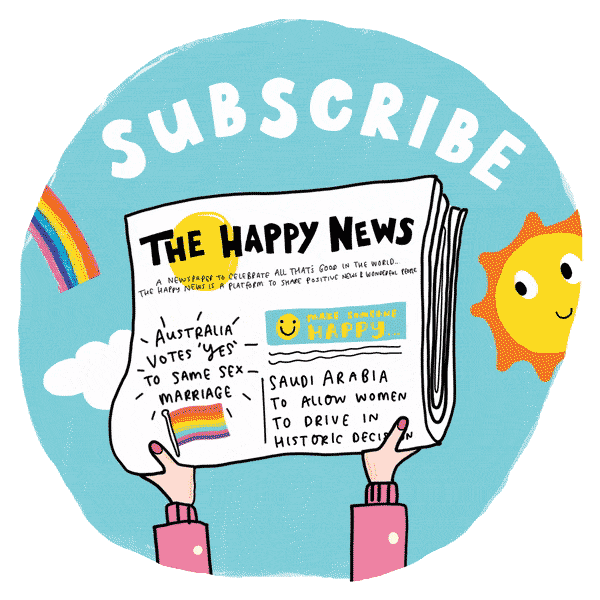 SUBSCRIBE
THE HAPPY NEWS
A NEWSPAPER TO CELEBRATE ALL THAT'S GOOD IN THE WORLD..
THE HAPPY NEWS IS A PLATFORM TO SHARE POSITIVE NEWS & WONDERFUL PEOPLE
AUSTRALIA
VOTES 'YES'
TO SAME SEX
MARRIAGE
MAKE SOMEONE
HAPPY...
SAUDI ARABIA
TO ALLOW WOMEN
TO DRIVE IN
HISTORIC